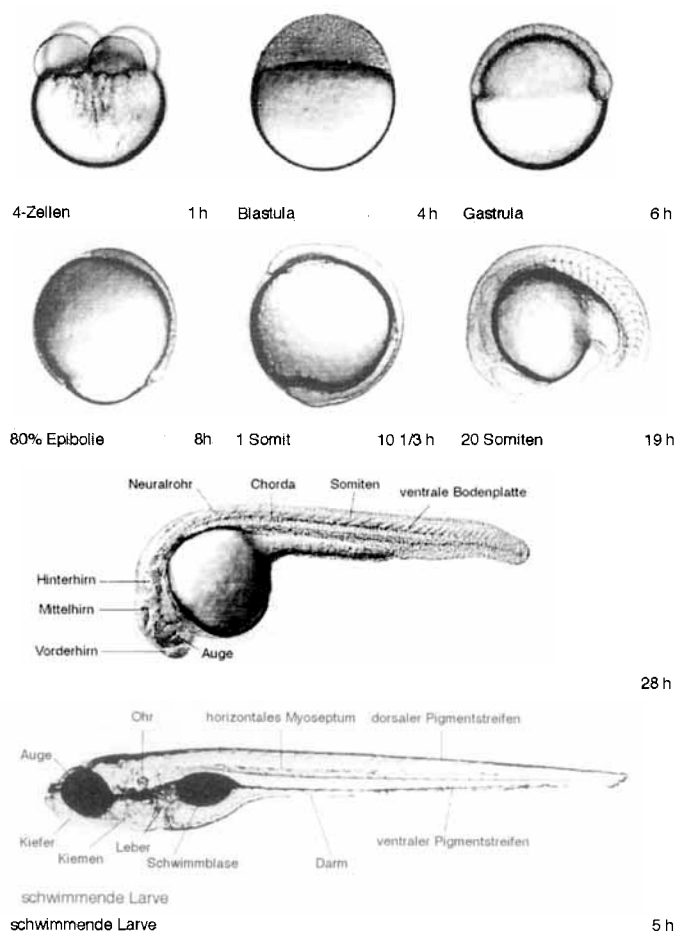 4-Zellen 1 h Blastula 4 h Gastrula 6 h
80% Epibolie 8h 1 Somit 10 1/3 h 20 Somiten 19 h
Neuralrohr Chorda Somiten ventrale Bodenplatte
Hinterhirn
Mittelhirn
Vorderhirn Auge
28 h
Ohr horizontales Myoseptum dorsaler Pigmentstreifen
Auge
Kiefer Kiemen Leber Schwimmblase Darm ventraler Pigmentstreifen
schwimmende Larve
schwimmende Larve 5 h